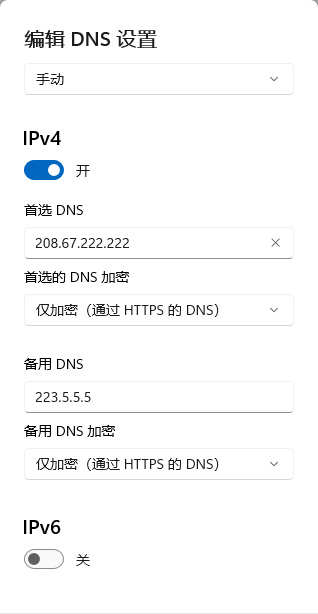 编辑 DNS 设置
手动
IPv4
开
首选 DNS
208.67.222.222
首选的 DNS 加密
仅加密（通过 HTTPS 的 DNS）
备用 DNS
223.5.5.5
备用 DNS 加密
仅加密（通过 HTTPS 的 DNS）
IPv6
关